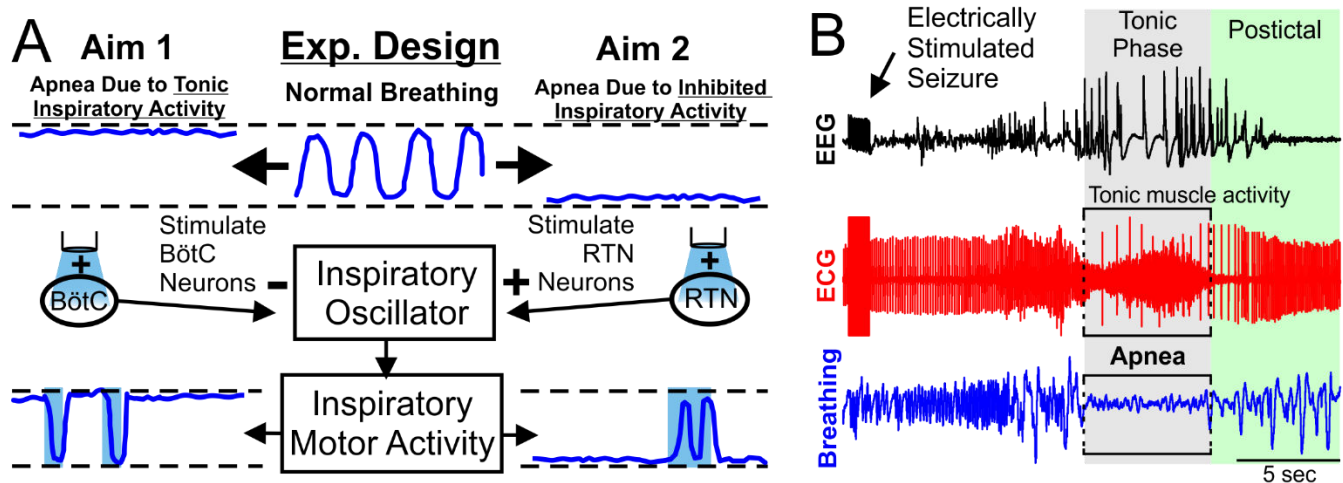 A
Aim 1
Apnea Due to Tonic
Inspiratory Activity
Exp. Design
Normal Breathing
Aim 2
Apnea Due to Inhibited
Inspiratory Activity
Stimulate
BötC
Neurons
+
BötC
-
Inspiratory
Oscillator
+
Stimulate
RTN
Neurons
+
RTN
Inspiratory
Motor Activity
B
Electrically
Stimulated
Seizure
Tonic
Phase
Postictal
EEG
Tonic muscle activity
ECG
Apnea
Breathing
5 sec